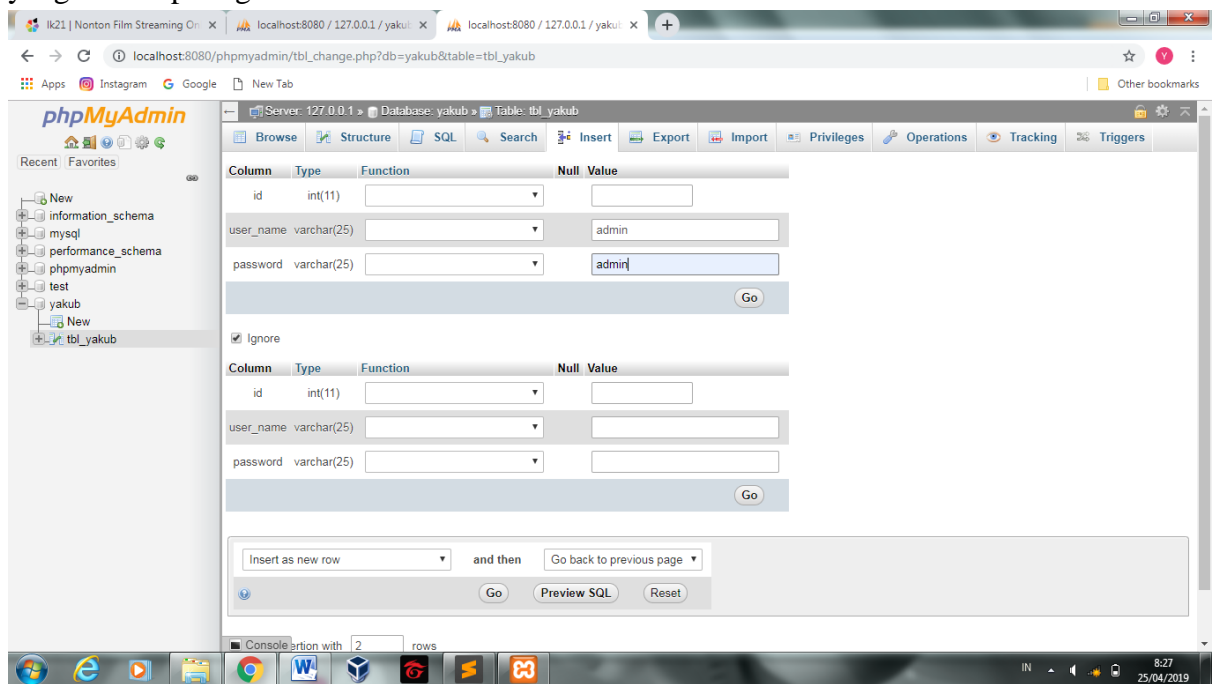 lk21 | Nonton Film Streaming On
localhost:8080 / 127.0.0.1 / yakub
localhost:8080 / 127.0.0.1 / yakub
localhost:8080/phpmyadmin/tbl_change.php?db=yakub&table=tbl_yakub
Y
Apps Instagram Google New Tab Other bookmarks
phpMyAdmin
Recent Favorites
New
information_schema
mysql
performance_schema
phpmyadmin
test
yakub
New
tbl_yakub
Server: 127.0.0.1 » Database: yakub » Table: tbl_yakub
Browse Structure SQL Search Insert Export Import Privileges Operations Tracking Triggers
Column Type Function Null Value
id int(11)
user_name varchar(25) admin
password varchar(25) admin
Go
Ignore
Column Type Function Null Value
id int(11)
user_name varchar(25)
password varchar(25)
Go
Insert as new row and then Go back to previous page
Go Preview SQL Reset
Console ertion with 2 rows
IN 8:27
25/04/2019